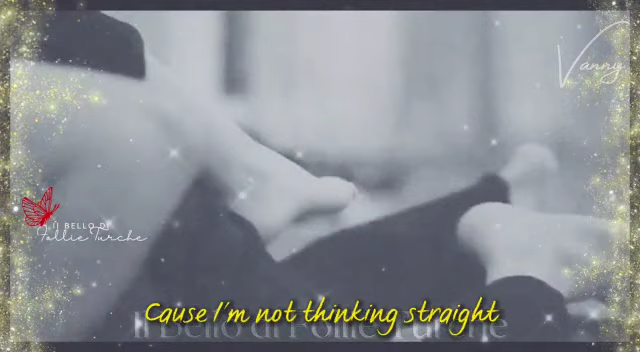 Vanny
Il BELLO DI
Follie Turche
Cause I'm not thinking straight
Il Bello di Follie Turche